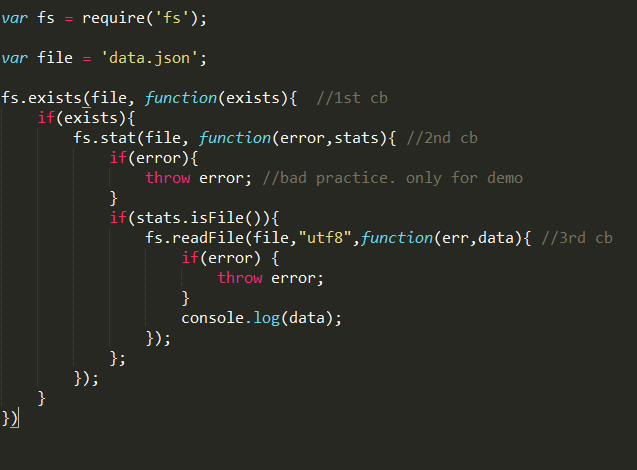 var fs = require('fs');
var file = 'data.json';
fs.exists(file, function(exists){  //1st cb
    if(exists){
        fs.stat(file, function(error,stats){ //2nd cb
            if(error){
                throw error; //bad practice. only for demo
            }
            if(stats.isFile()){
                fs.readFile(file,"utf8",function(err,data){ //3rd cb
                    if(error) {
                        throw error;
                    }
                    console.log(data);
                });
            };
        });
    }
})